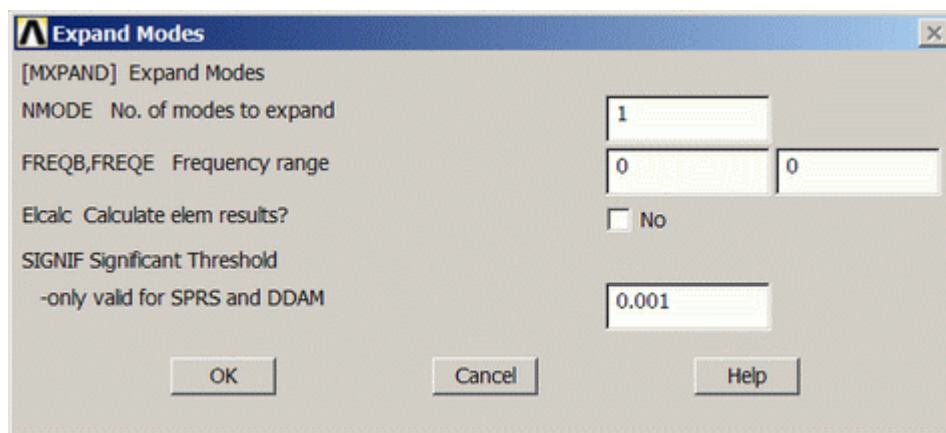 Expand Modes
[MXPAND] Expand Modes
NMODE No. of modes to expand 1
FREQB,FREQE Frequency range 0 0
Elcalc Calculate elem results? No
SIGNIF Significant Threshold
-only valid for SPRS and DDAM 0.001
OK Cancel Help